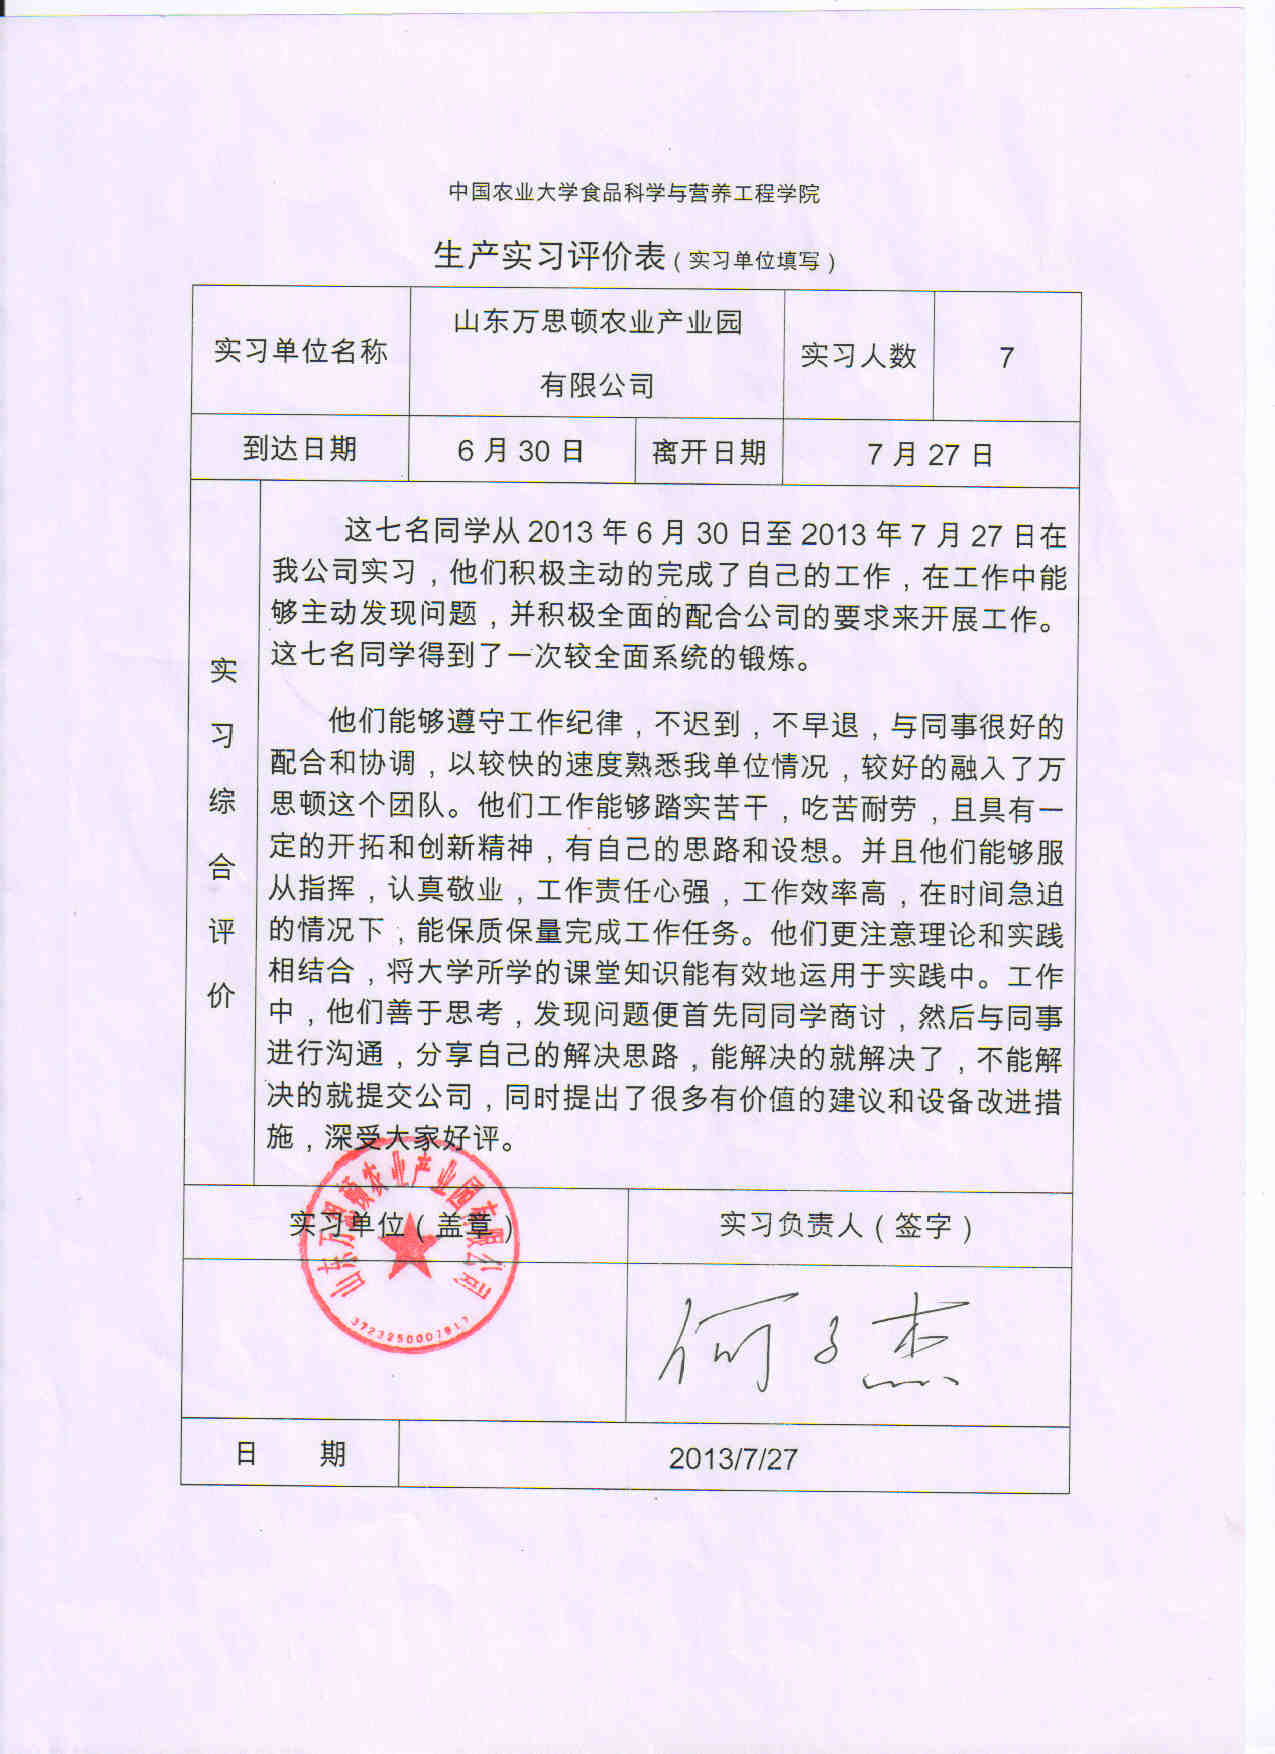 中国农业大学食品科学与营养工程学院
生产实习评价表（实习单位填写）
实习单位名称
山东万思顿农业产业园
有限公司
实习人数
7
到达日期
6 月 30 日
离开日期
7 月 27 日
实习综合评价
这七名同学从 2013 年 6 月 30 日至 2013 年 7 月 27 日在
我公司实习，他们积极主动的完成了自己的工作，在工作中能
够主动发现问题，并积极全面的配合公司的要求来开展工作。
这七名同学得到了一次较全面系统的锻炼。
他们能够遵守工作纪律，不迟到，不早退，与同事很好的
配合和协调，以较快的速度熟悉我单位情况，较好的融入了万
思顿这个团队。他们工作能够踏实苦干，吃苦耐劳，且具有一
定的开拓和创新精神，有自己的思路和设想。并且他们能够服
从指挥，认真敬业，工作责任心强，工作效率高，在时间急迫
的情况下，能保质保量完成工作任务。他们更注意理论和实践
相结合，将大学所学的课堂知识能有效地运用于实践中。工作
中，他们善于思考，发现问题便首先同同学商讨，然后与同事
进行沟通，分享自己的解决思路，能解决的就解决了，不能解
决的就提交公司，同时提出了很多有价值的建议和设备改进措
施，深受大家好评。
实习单位（盖章）
实习负责人（签字）
山东万思顿农业产业园有限公司
何子杰
日 期
2013/7/27